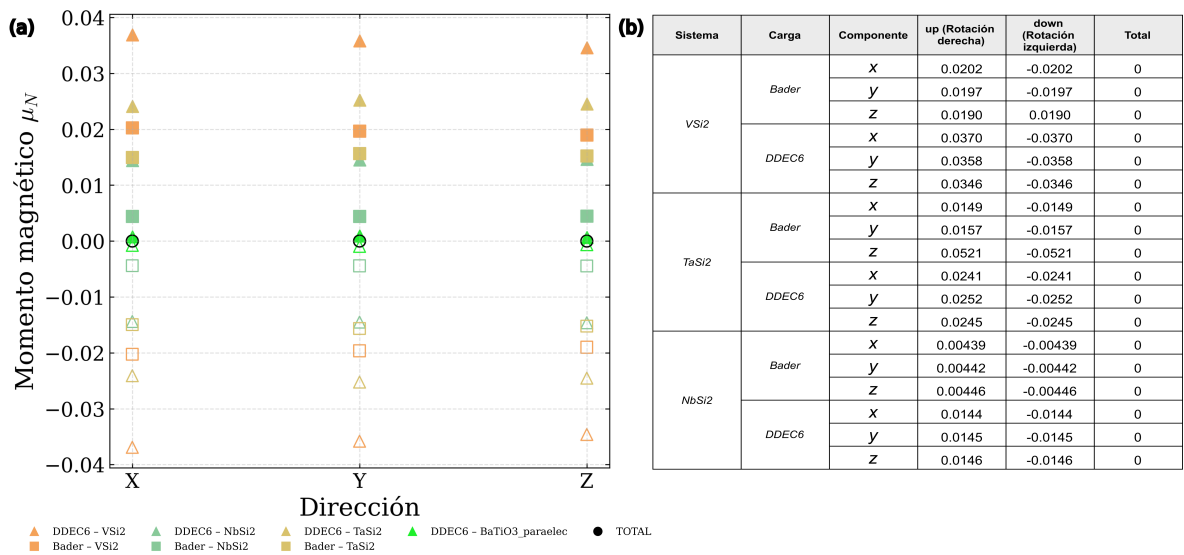 (a)
0.04
0.03
0.02
0.01
0.00
−0.01
−0.02
−0.03
−0.04
Momento magnético μN
X Y Z
Dirección
DDEC6 – VSi2 DDEC6 – NbSi2 DDEC6 – TaSi2 DDEC6 – BaTiO3_paraelec TOTAL
Bader – VSi2 Bader – NbSi2 Bader – TaSi2
(b)
Sistema Carga Componente up (Rotación derecha) down (Rotación izquierda) Total
VSi2 Bader x 0.0202 -0.0202 0
y 0.0197 -0.0197 0
z 0.0190 0.0190 0
DDEC6 x 0.0370 -0.0370 0
y 0.0358 -0.0358 0
z 0.0346 -0.0346 0
TaSi2 Bader x 0.0149 -0.0149 0
y 0.0157 -0.0157 0
z 0.0521 -0.0521 0
DDEC6 x 0.0241 -0.0241 0
y 0.0252 -0.0252 0
z 0.0245 -0.0245 0
NbSi2 Bader x 0.00439 -0.00439 0
y 0.00442 -0.00442 0
z 0.00446 -0.00446 0
DDEC6 x 0.0144 -0.0144 0
y 0.0145 -0.0145 0
z 0.0146 -0.0146 0